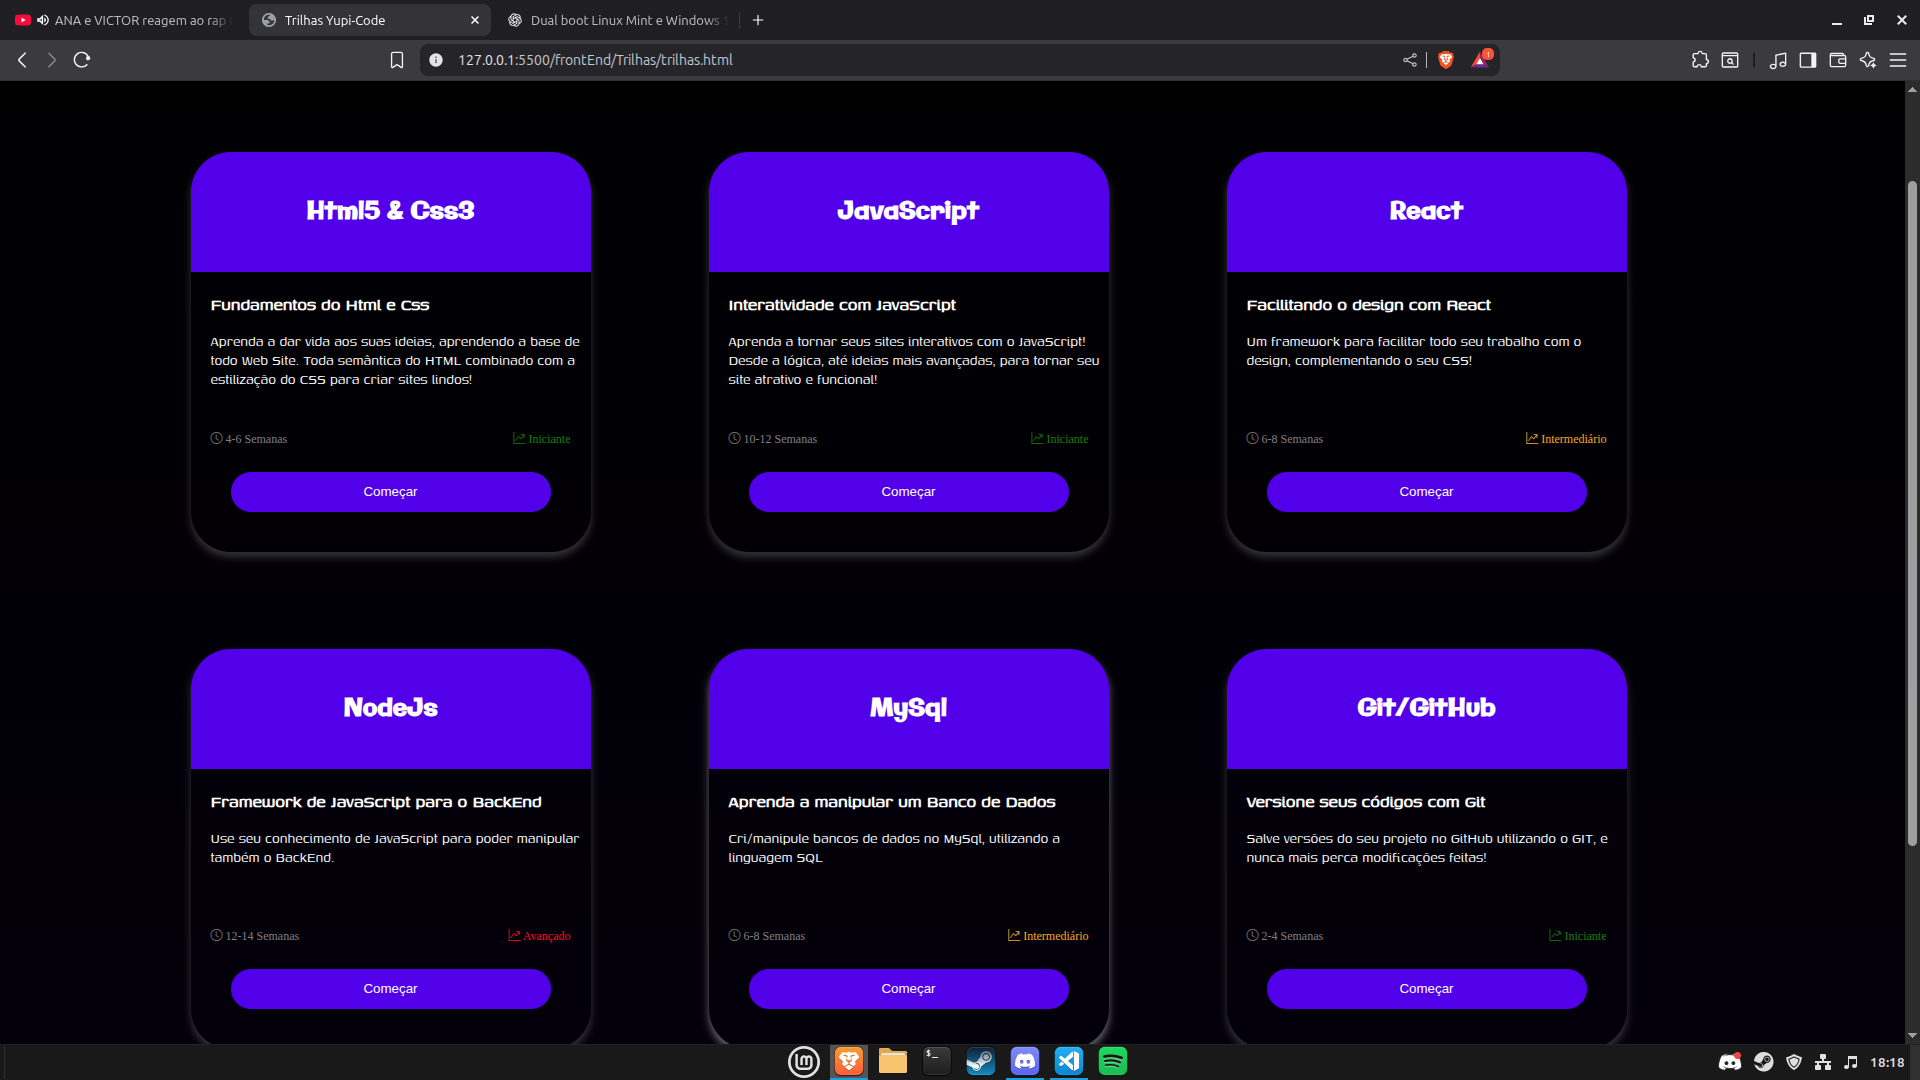 ANA e VICTOR reagem ao rap
Trilhas Yupi-Code
Dual boot Linux Mint e Windows
127.0.0.1:5500/frontEnd/Trilhas/trilhas.html
1
Html5 & Css3
JavaScript
React
Fundamentos do Html e Css
Aprenda a dar vida aos suas ideias, aprendendo a base de
todo Web Site. Toda semântica do HTML combinado com a
estilização do CSS para criar sites lindos!
4-6 Semanas
Iniciante
Começar
Interatividade com JavaScript
Aprenda a tornar seus sites interativos com o JavaScript!
Desde a lógica, até ideias mais avançadas, para tornar seu
site atrativo e funcional!
10-12 Semanas
Iniciante
Começar
Facilitando o design com React
Um framework para facilitar todo seu trabalho com o
design, complementando o seu CSS!
6-8 Semanas
Intermediário
Começar
NodeJs
MySql
Git/GitHub
Framework de JavaScript para o BackEnd
Use seu conhecimento de JavaScript para poder manipular
também o BackEnd.
12-14 Semanas
Avançado
Começar
Aprenda a manipular um Banco de Dados
Cri/manipule bancos de dados no MySql, utilizando a
linguagem SQL
6-8 Semanas
Intermediário
Começar
Versione seus códigos com Git
Salve versões do seu projeto no GitHub utilizando o GIT, e
nunca mais perca modificações feitas!
2-4 Semanas
Iniciante
Começar
18:18